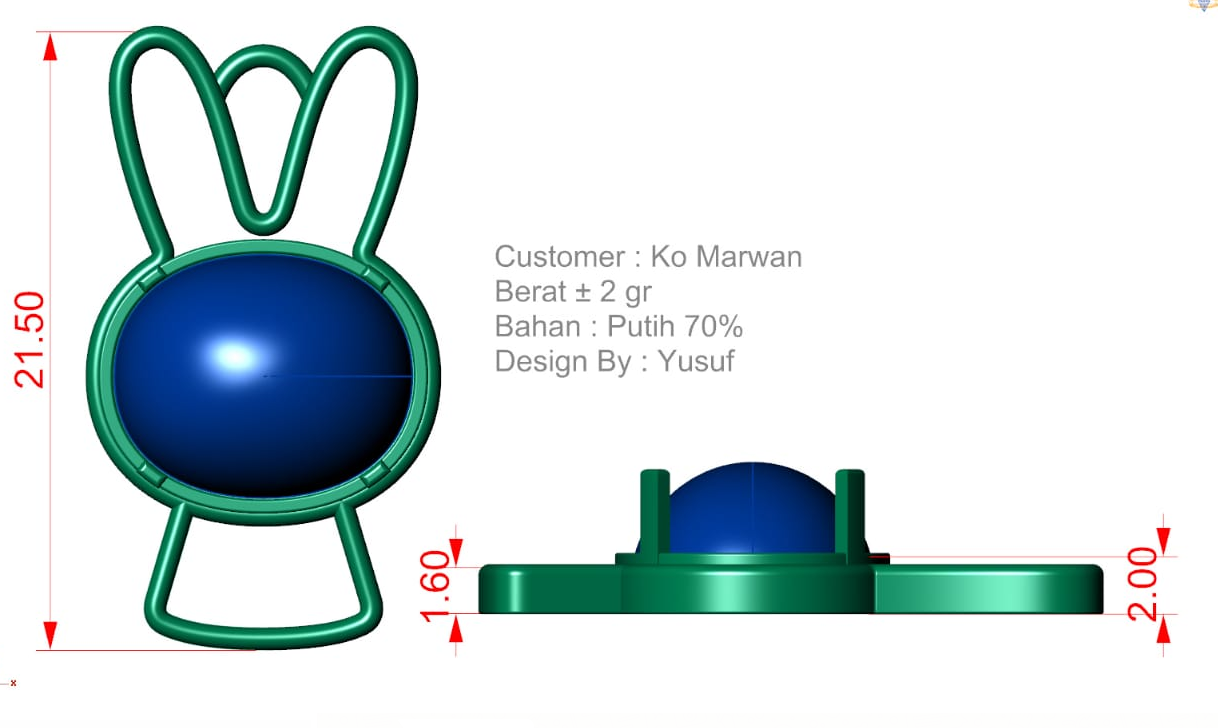 21.50
Customer : Ko Marwan
Berat ± 2 gr
Bahan : Putih 70%
Design By : Yusuf
1.60
2.00
x